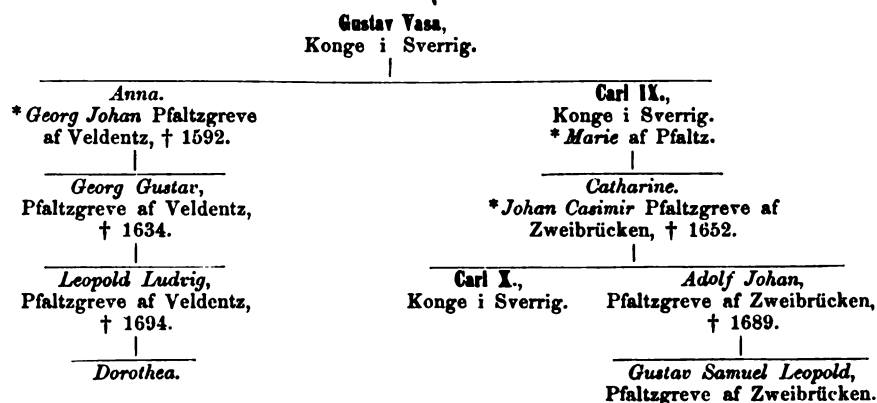 Gustav Vasa,
Konge i Sverrig.
Anna.
* Georg Johan Pfaltzgreve
af Veldentz, † 1592.
Carl IX.,
Konge i Sverrig.
* Marie af Pfaltz.
Georg Gustav,
Pfaltzgreve af Veldentz,
† 1634.
Catharine.
* Johan Casimir Pfaltzgreve af
Zweibrücken, † 1652.
Leopold Ludvig,
Pfaltzgreve af Veldentz,
† 1694.
Carl X.,
Konge i Sverrig.
Adolf Johan,
Pfaltzgreve af Zweibrücken,
† 1689.
Dorothea.
Gustav Samuel Leopold,
Pfaltzgreve af Zweibrücken.